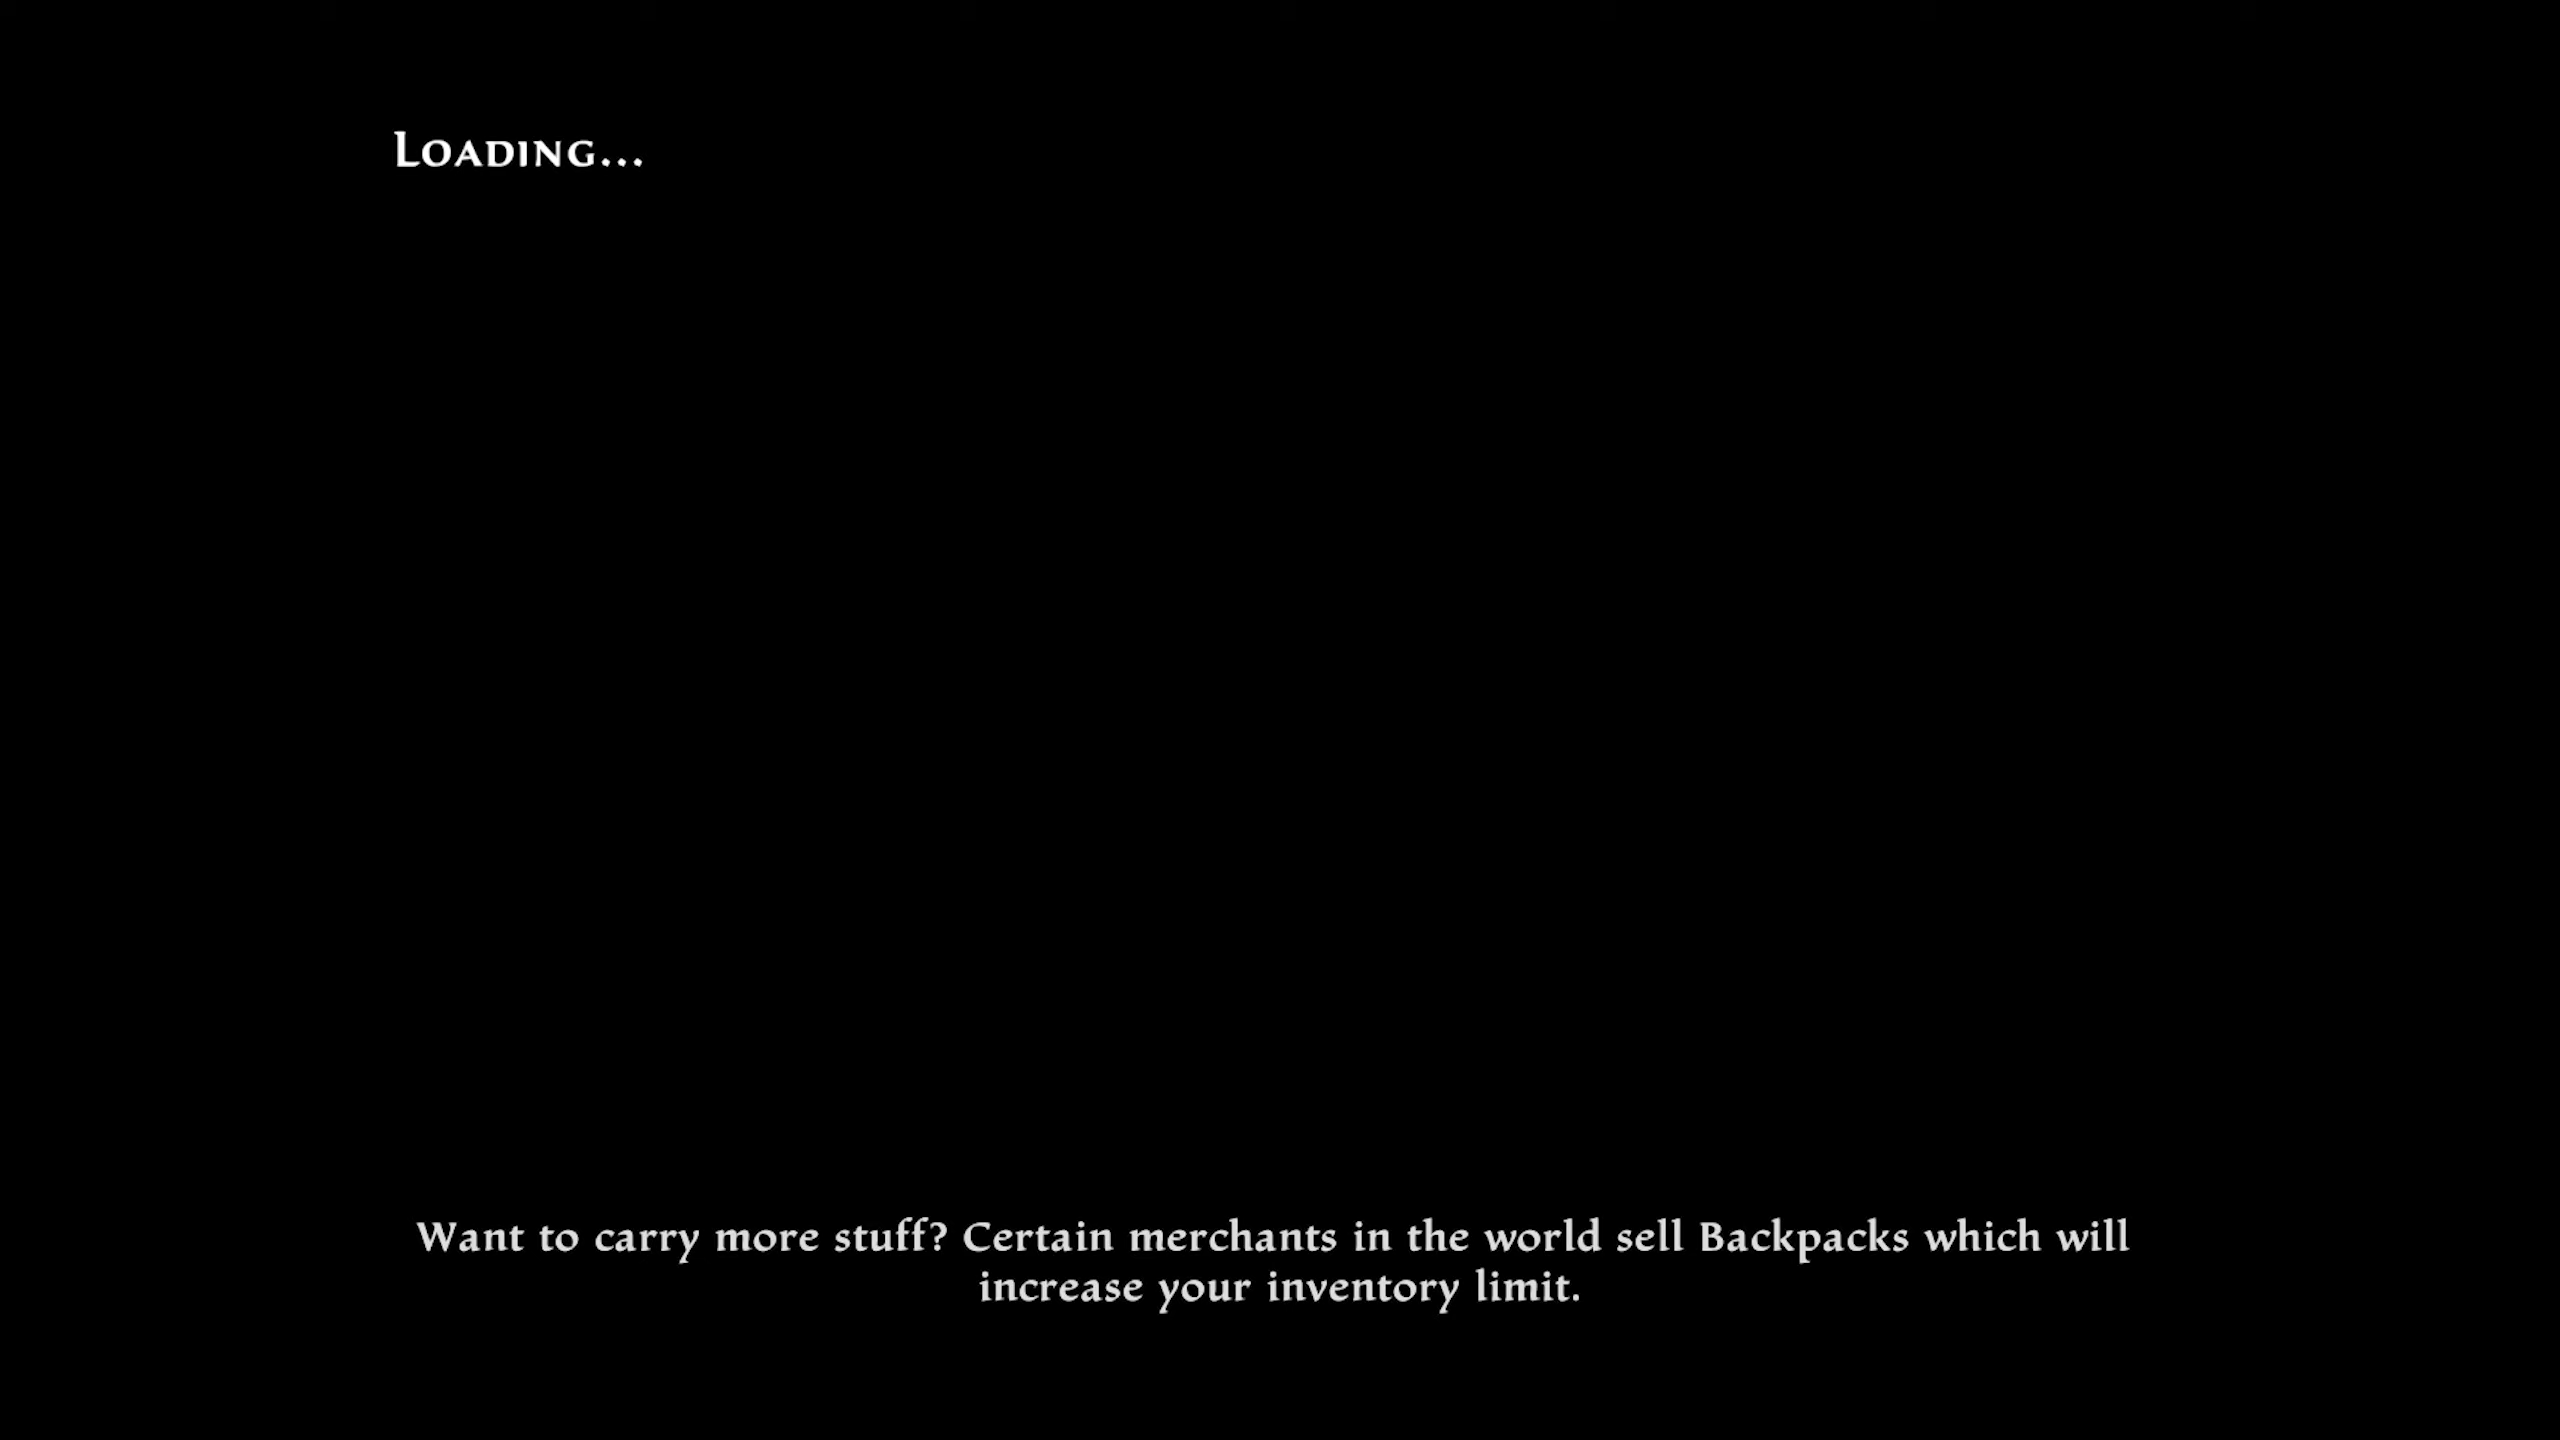 Loading...
Want to carry more stuff? Certain merchants in the world sell Backpacks which will
increase your inventory limit.